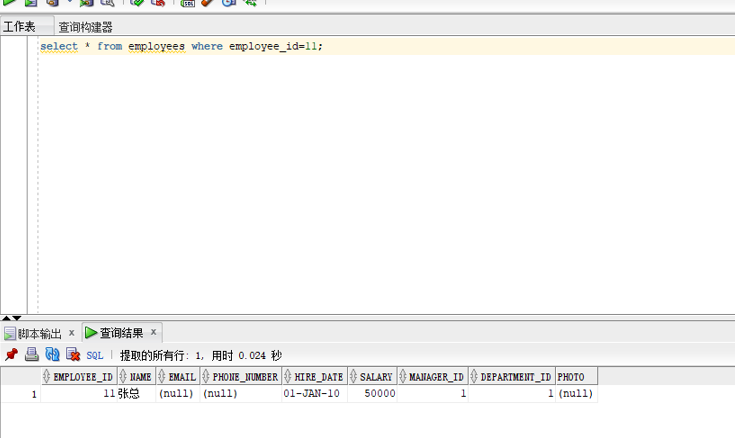 工作表 查询构建器
select * from employees where employee_id=11;
脚本输出 x 查询结果 x
SQL 提取的所有行: 1, 用时 0.024 秒
EMPLOYEE_ID NAME EMAIL PHONE_NUMBER HIRE_DATE SALARY MANAGER_ID DEPARTMENT_ID PHOTO
1 11 张总 (null) (null) 01-JAN-10 50000 1 1 (null)